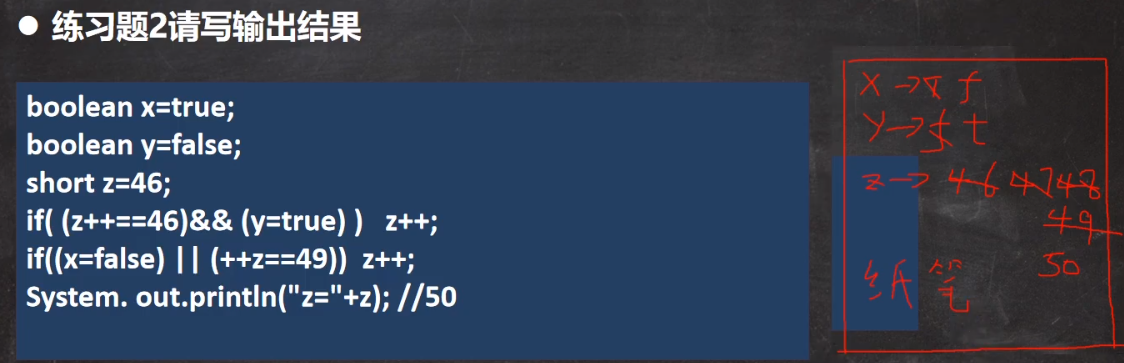 ● 练习题2请写输出结果
boolean x=true;
boolean y=false;
short z=46;
if( (z++==46)&& (y=true) )   z++;
if((x=false) || (++z==49))  z++;
System. out.println("z="+z); //50
X → f
Y → f t
z → 46 47 48
49
50
纸笔